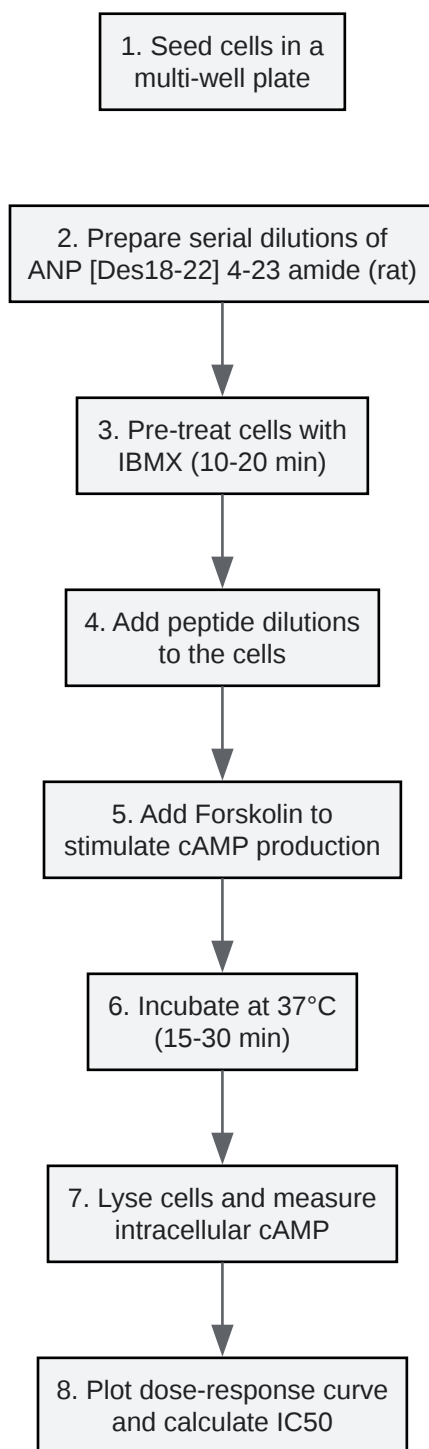 1. Seed cells in a
multi-well plate
2. Prepare serial dilutions of
ANP [Des18-22] 4-23 amide (rat)
3. Pre-treat cells with
IBMX (10-20 min)
4. Add peptide dilutions
to the cells
5. Add Forskolin to
stimulate cAMP production
6. Incubate at 37°C
(15-30 min)
7. Lyse cells and measure
intracellular cAMP
8. Plot dose-response curve
and calculate IC50